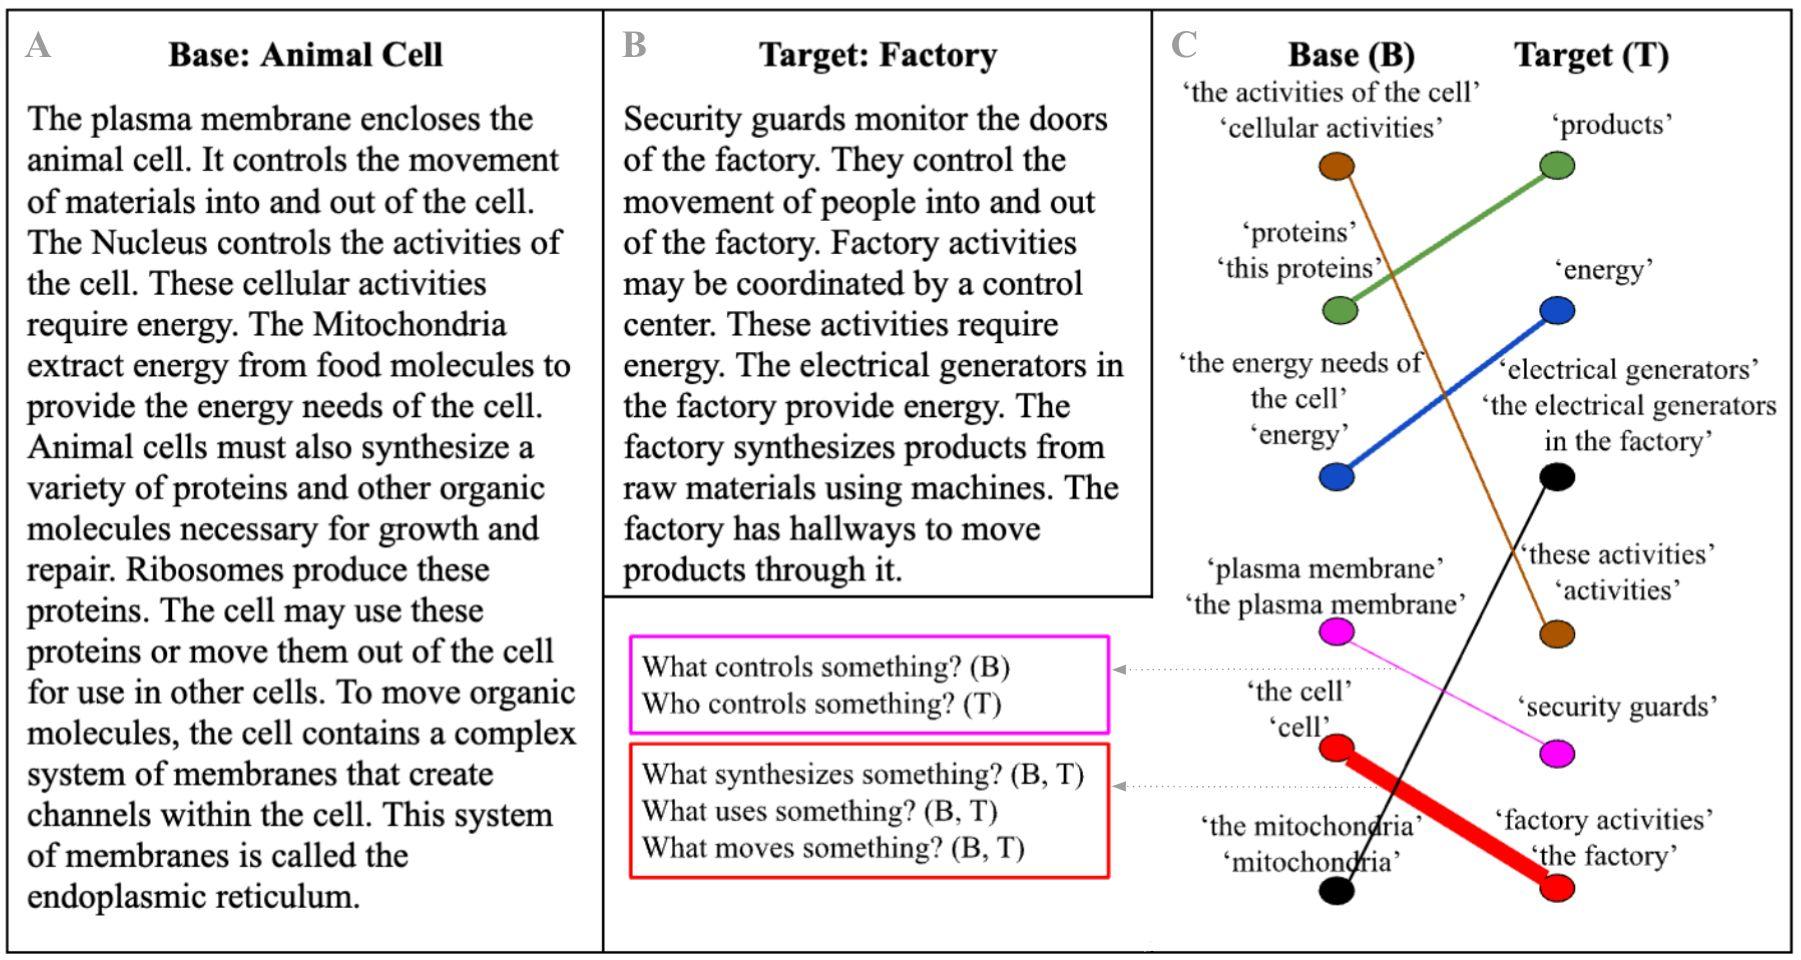 A
Base: Animal Cell
The plasma membrane encloses the
animal cell. It controls the movement
of materials into and out of the cell.
The Nucleus controls the activities of
the cell. These cellular activities
require energy. The Mitochondria
extract energy from food molecules to
provide the energy needs of the cell.
Animal cells must also synthesize a
variety of proteins and other organic
molecules necessary for growth and
repair. Ribosomes produce these
proteins. The cell may use these
proteins or move them out of the cell
for use in other cells. To move organic
molecules, the cell contains a complex
system of membranes that create
channels within the cell. This system
of membranes is called the
endoplasmic reticulum.
B
Target: Factory
Security guards monitor the doors
of the factory. They control the
movement of people into and out
of the factory. Factory activities
may be coordinated by a control
center. These activities require
energy. The electrical generators in
the factory provide energy. The
factory synthesizes products from
raw materials using machines. The
factory has hallways to move
products through it.
What controls something? (B)
Who controls something? (T)
What synthesizes something? (B, T)
What uses something? (B, T)
What moves something? (B, T)
C
Base (B)
Target (T)
‘the activities of the cell’
‘cellular activities’
‘products’
‘proteins’
‘this proteins’
‘energy’
‘the energy needs of
the cell’
‘energy’
‘electrical generators’
‘the electrical generators
in the factory’
‘plasma membrane’
‘the plasma membrane’
‘these activities’
‘activities’
‘the cell’
‘cell’
‘security guards’
‘the mitochondria’
‘mitochondria’
‘factory activities’
‘the factory’